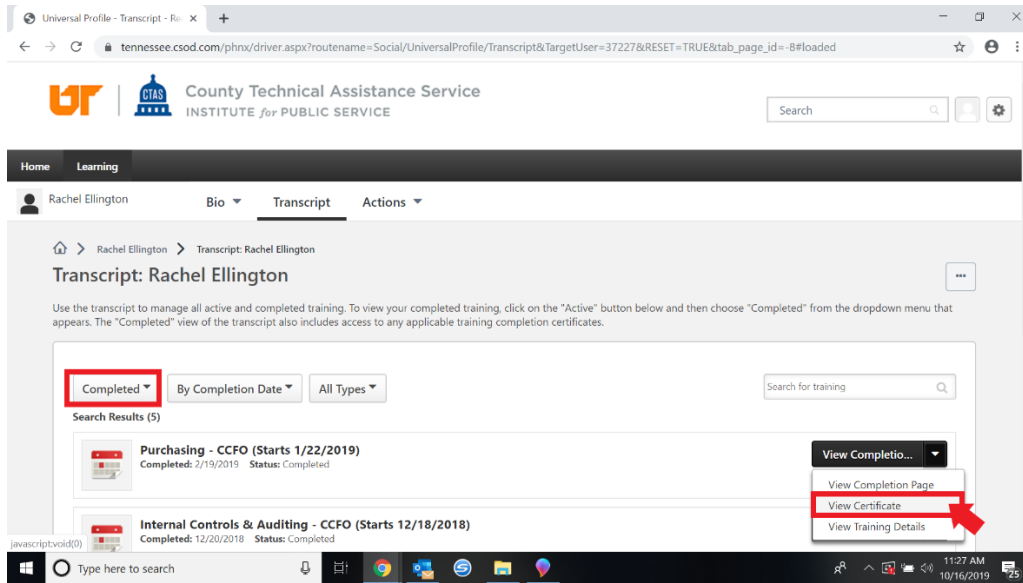 Universal Profile - Transcript - Re
tennessee.csod.com/phnx/driver.aspx?routename=Social/UniversalProfile/Transcript&TargetUser=37227&RESET=TRUE&tab_page_id=-8#loaded
UT CTAS County Technical Assistance Service
INSTITUTE for PUBLIC SERVICE
Search
Home Learning
Rachel Ellington Bio Transcript Actions
Rachel Ellington Transcript: Rachel Ellington
Transcript: Rachel Ellington
Use the transcript to manage all active and completed training. To view your completed training, click on the "Active" button below and then choose "Completed" from the dropdown menu that
appears. The "Completed" view of the transcript also includes access to any applicable training completion certificates.
Completed By Completion Date All Types Search for training
Search Results (5)
Purchasing - CCFO (Starts 1/22/2019)
Completed: 2/19/2019 Status: Completed
View Completio...
View Completion Page
View Certificate
View Training Details
Internal Controls & Auditing - CCFO (Starts 12/18/2018)
Completed: 12/20/2018 Status: Completed
javascript:void(0)
Type here to search
11:27 AM
10/16/2019
25